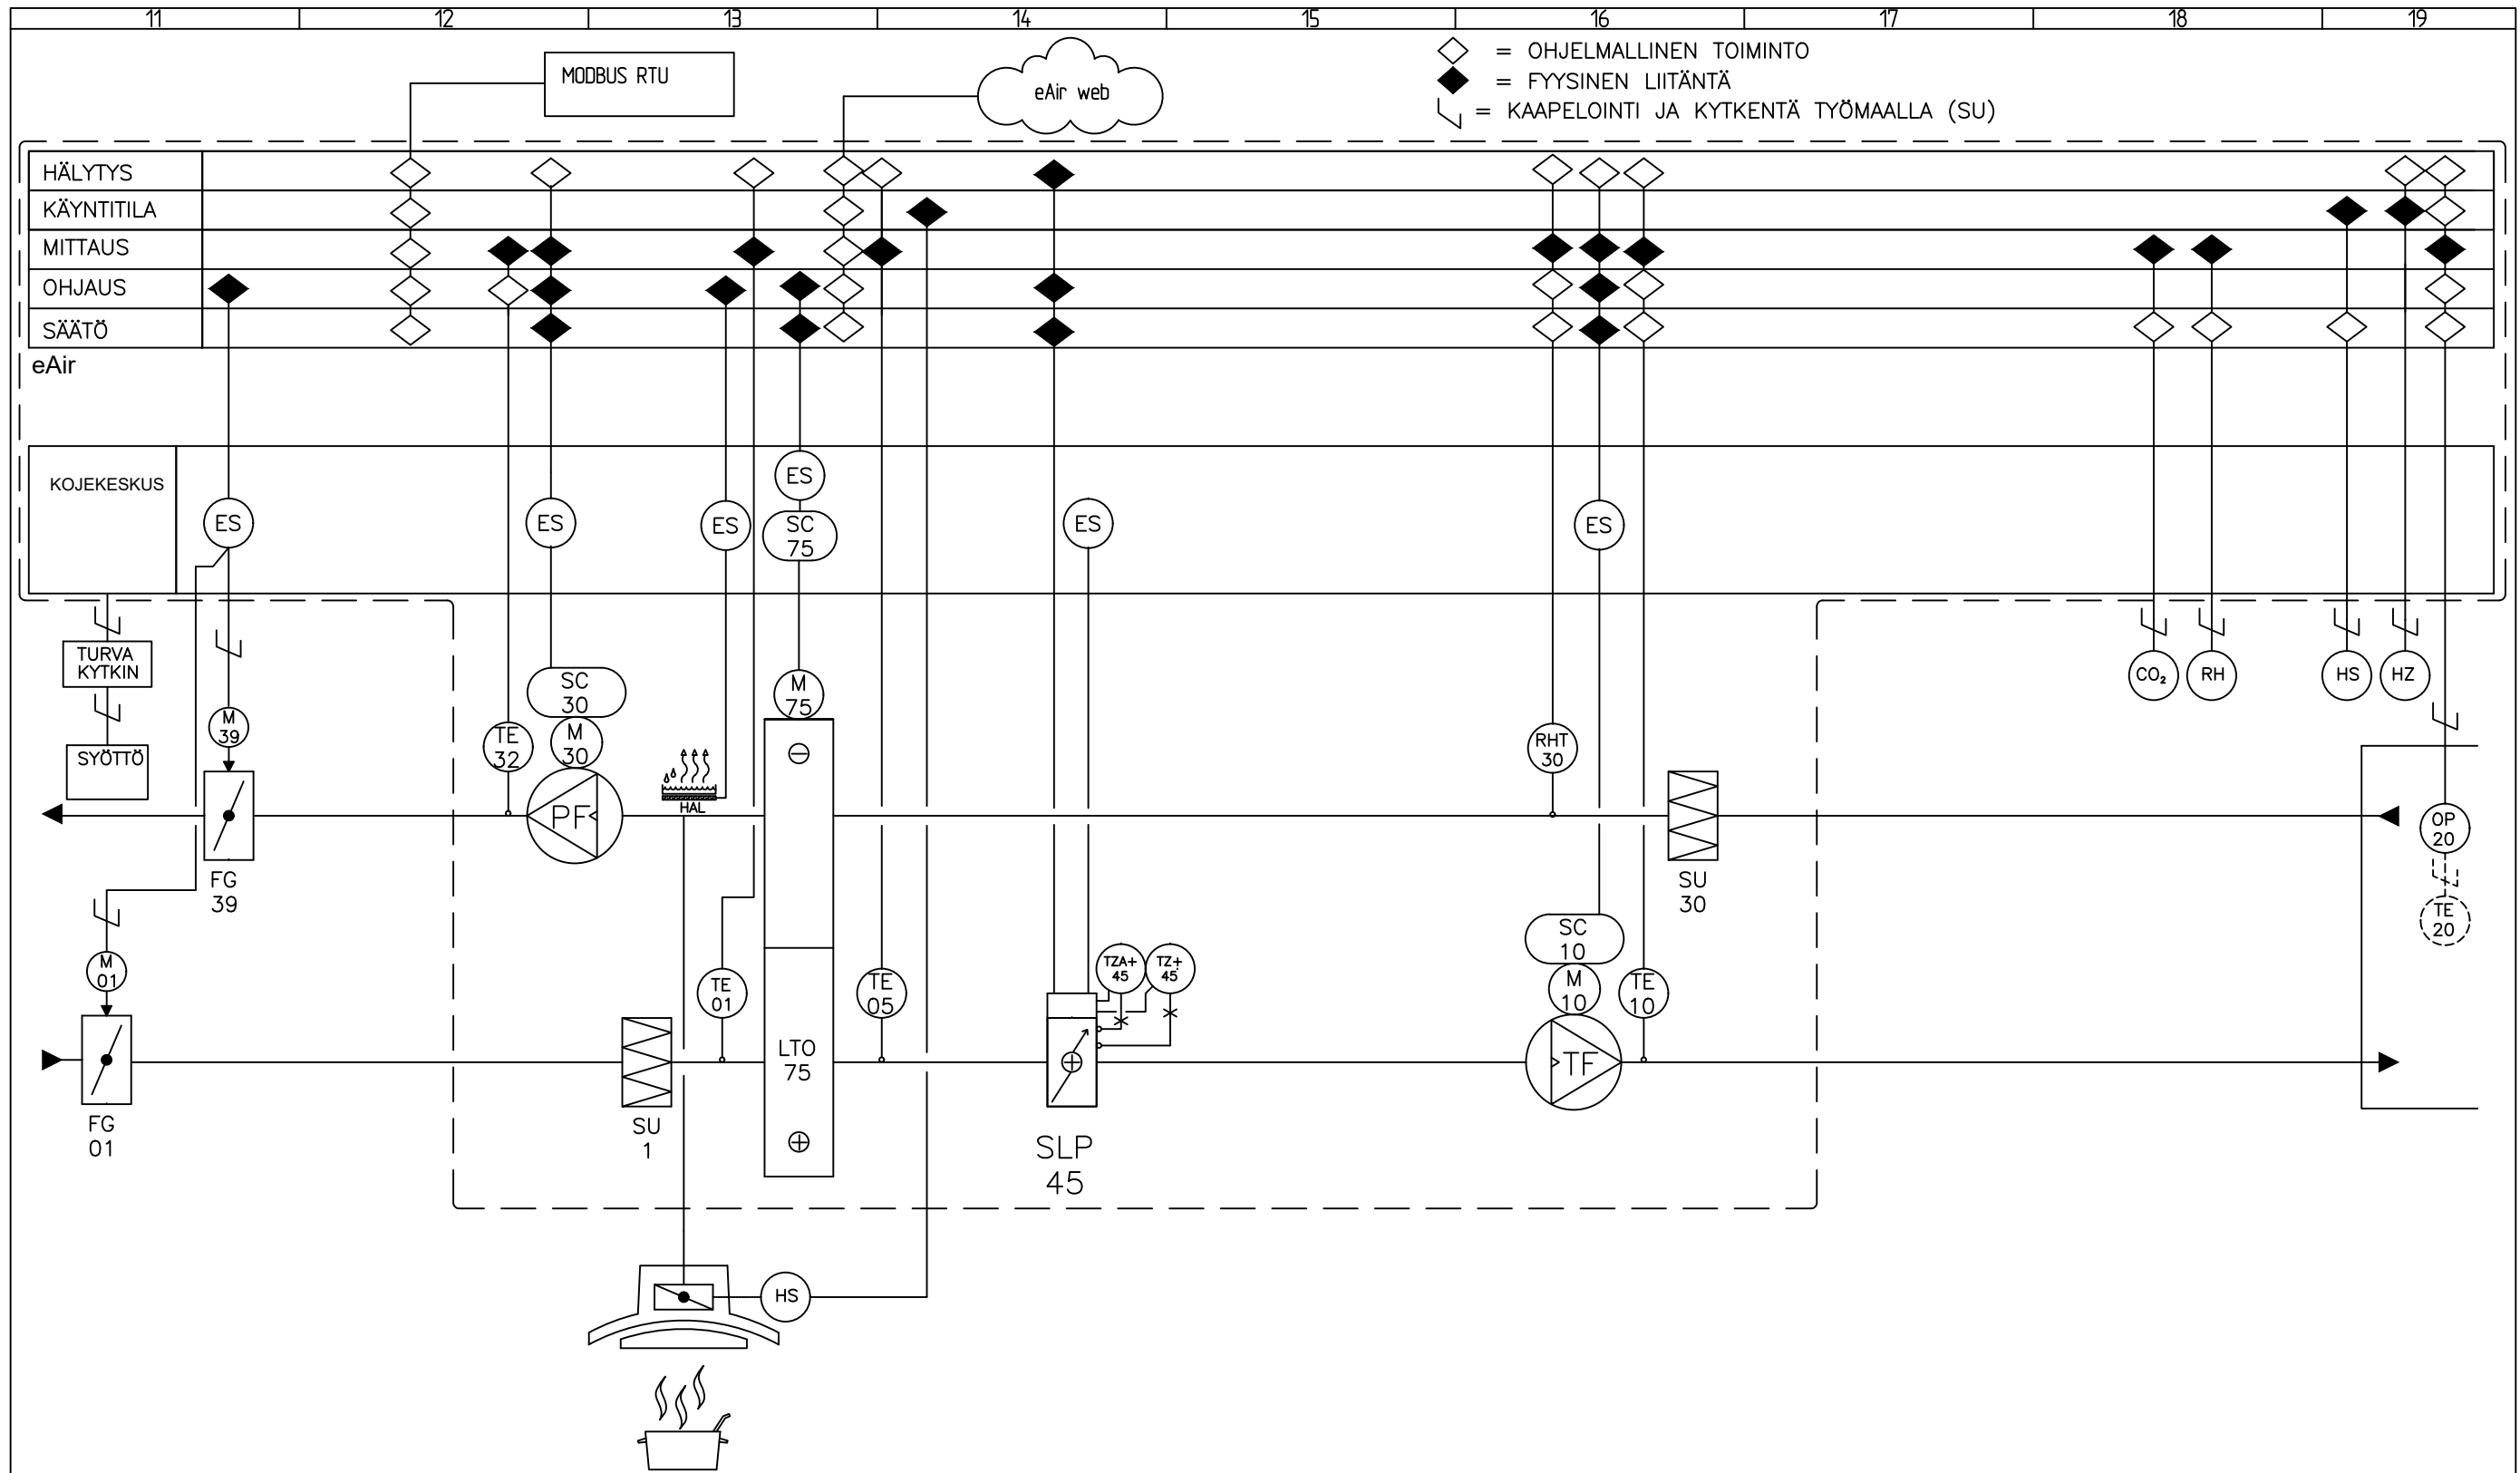 11 12 13 14 15 16 17 18 19
MODBUS RTU
eAir web
= OHJELMALLINEN TOIMINTO
= FYYSINEN LIITÄNTÄ
= KAAPELOINTI JA KYTKENTÄ TYÖMAALLA (SU)
HÄLYTYS
KÄYNTITILA
MITTAUS
OHJAUS
SÄÄTÖ
eAir
KOJEKESKUS
ES
ES
ES
ES
SC
75
ES
ES
TURVA
KYTKIN
SYÖTTÖ
M
39
FG
39
TE
32
SC
30
M
30
PF
HAL
M
75
RHT
30
SU
30
CO₂
RH
HS
HZ
OP
20
TE
20
M
01
FG
01
SU
1
TE
01
LTO
75
TE
05
TZA+
45
TZ+
45
SLP
45
SC
10
M
10
TF
TE
10
HS